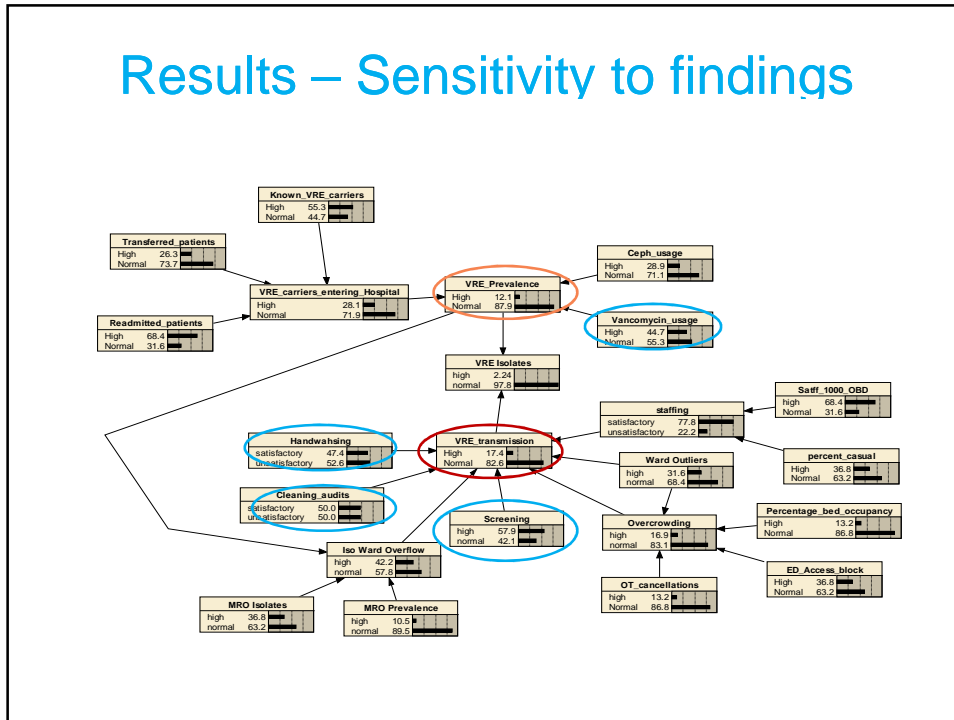 Results – Sensitivity to findings
Known_VRE_carriers
High 55.3
Normal 44.7
Transferred_patients
High 26.3
Normal 73.7
Ceph_usage
High 28.9
Normal 71.1
VRE_Prevalence
High 12.1
Normal 87.9
VRE_carriers_entering_Hospital
High 28.1
Normal 71.9
Readmitted_patients
High 68.4
Normal 31.6
Vancomycin_usage
High 44.7
Normal 55.3
VRE Isolates
high 2.24
normal 97.8
Satff_1000_OBD
high 68.4
Normal 31.6
staffing
satisfactory 77.8
unsatisfactory 22.2
Handwahsing
satisfactory 47.4
unsatisfactory 52.6
VRE_transmission
High 17.4
Normal 82.6
percent_casual
High 36.8
Normal 63.2
Ward Outliers
high 31.6
normal 68.4
Cleaning_audits
satisfactory 50.0
unsatisfactory 50.0
Screening
high 57.9
normal 42.1
Percentage_bed_occupancy
High 13.2
Normal 86.8
Overcrowding
high 16.9
normal 83.1
Iso Ward Overflow
high 42.2
normal 57.8
ED_Access_block
High 36.8
Normal 63.2
OT_cancellations
high 13.2
normal 86.8
MRO Isolates
high 36.8
normal 63.2
MRO Prevalence
high 10.5
normal 89.5